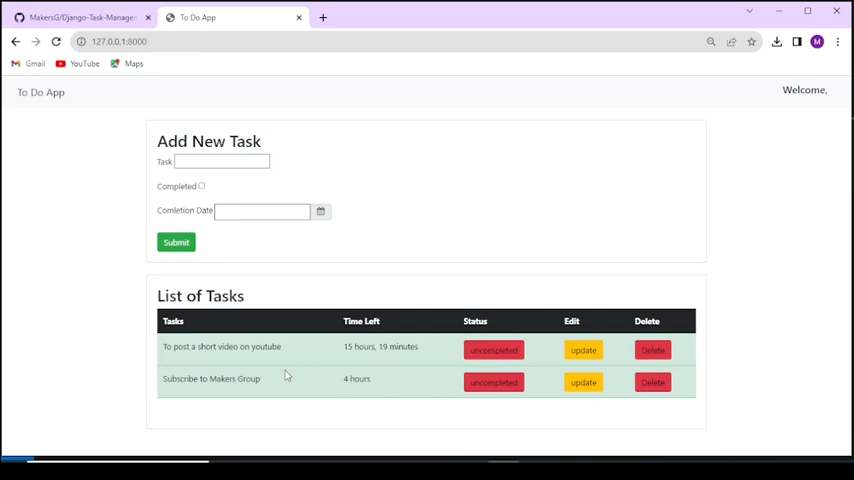 MakersG/Django-Task-Manager
To Do App
127.0.0.1:8000
M
Gmail
YouTube
Maps
To Do App
Welcome,
Add New Task
Task
Completed
Comletion Date
Submit
List of Tasks
Tasks Time Left Status Edit Delete
To post a short video on youtube 15 hours, 19 minutes uncompleted update Delete
Subscribe to Makers Group 4 hours uncompleted update Delete